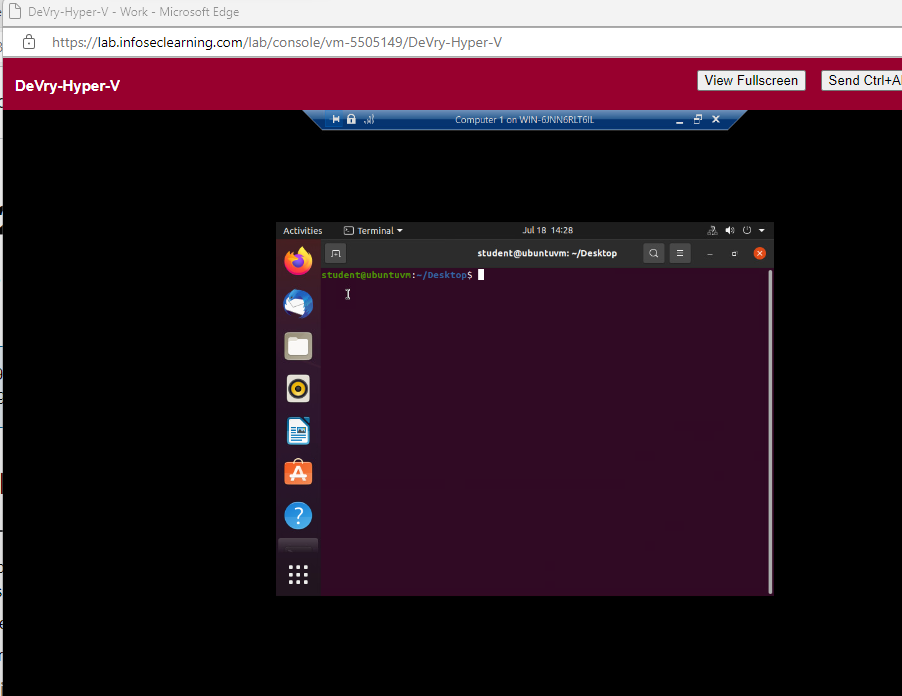 DeVry-Hyper-V - Work - Microsoft Edge
https://lab.infoseclearning.com/lab/console/vm-5505149/DeVry-Hyper-V
DeVry-Hyper-V
View Fullscreen
Send Ctrl+Al
Computer 1 on WIN-6JNN6RLT6IL
Activities
Terminal
Jul 18 14:28
student@ubuntuvm: ~/Desktop
student@ubuntuvm:~/Desktop$